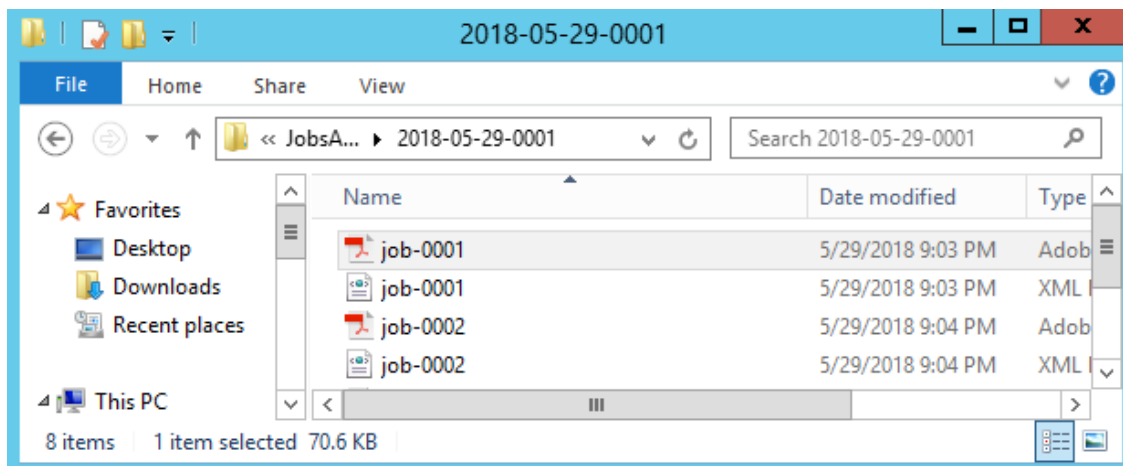 2018-05-29-0001
File Home Share View
« JobsA... 2018-05-29-0001 Search 2018-05-29-0001
Name Date modified Type
Favorites
Desktop
Downloads
Recent places
This PC
job-0001 5/29/2018 9:03 PM Adob
job-0001 5/29/2018 9:03 PM XML
job-0002 5/29/2018 9:04 PM Adob
job-0002 5/29/2018 9:04 PM XML
8 items 1 item selected 70.6 KB